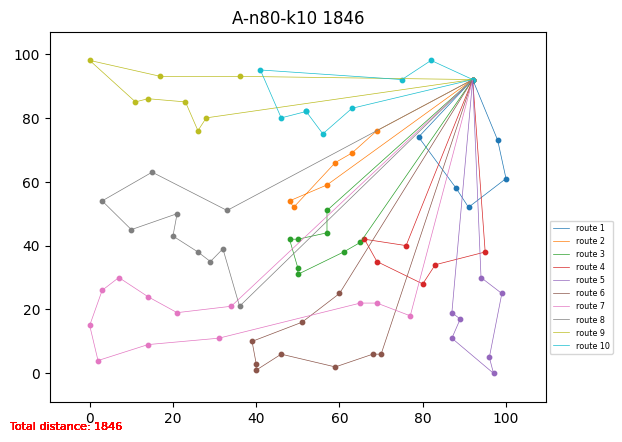 A-n80-k10 1846
100
80
60
40
20
0
0
20
40
60
80
100
route 1
route 2
route 3
route 4
route 5
route 6
route 7
route 8
route 9
route 10
Total distance: 1846